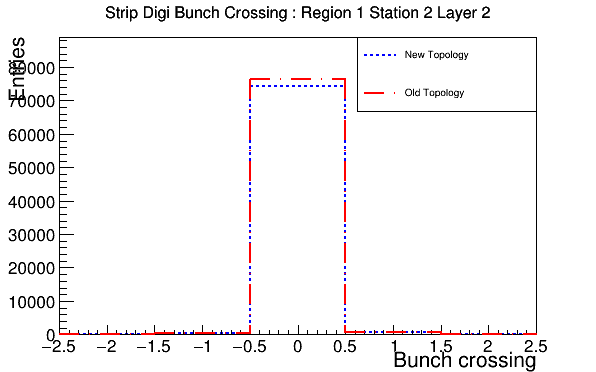 Strip Digi Bunch Crossing : Region 1 Station 2 Layer 2
Entries
New Topology
Old Topology
80000
70000
60000
50000
40000
30000
20000
10000
0
−2.5 −2 −1.5 −1 −0.5 0 0.5 1 1.5 2 2.5
Bunch crossing